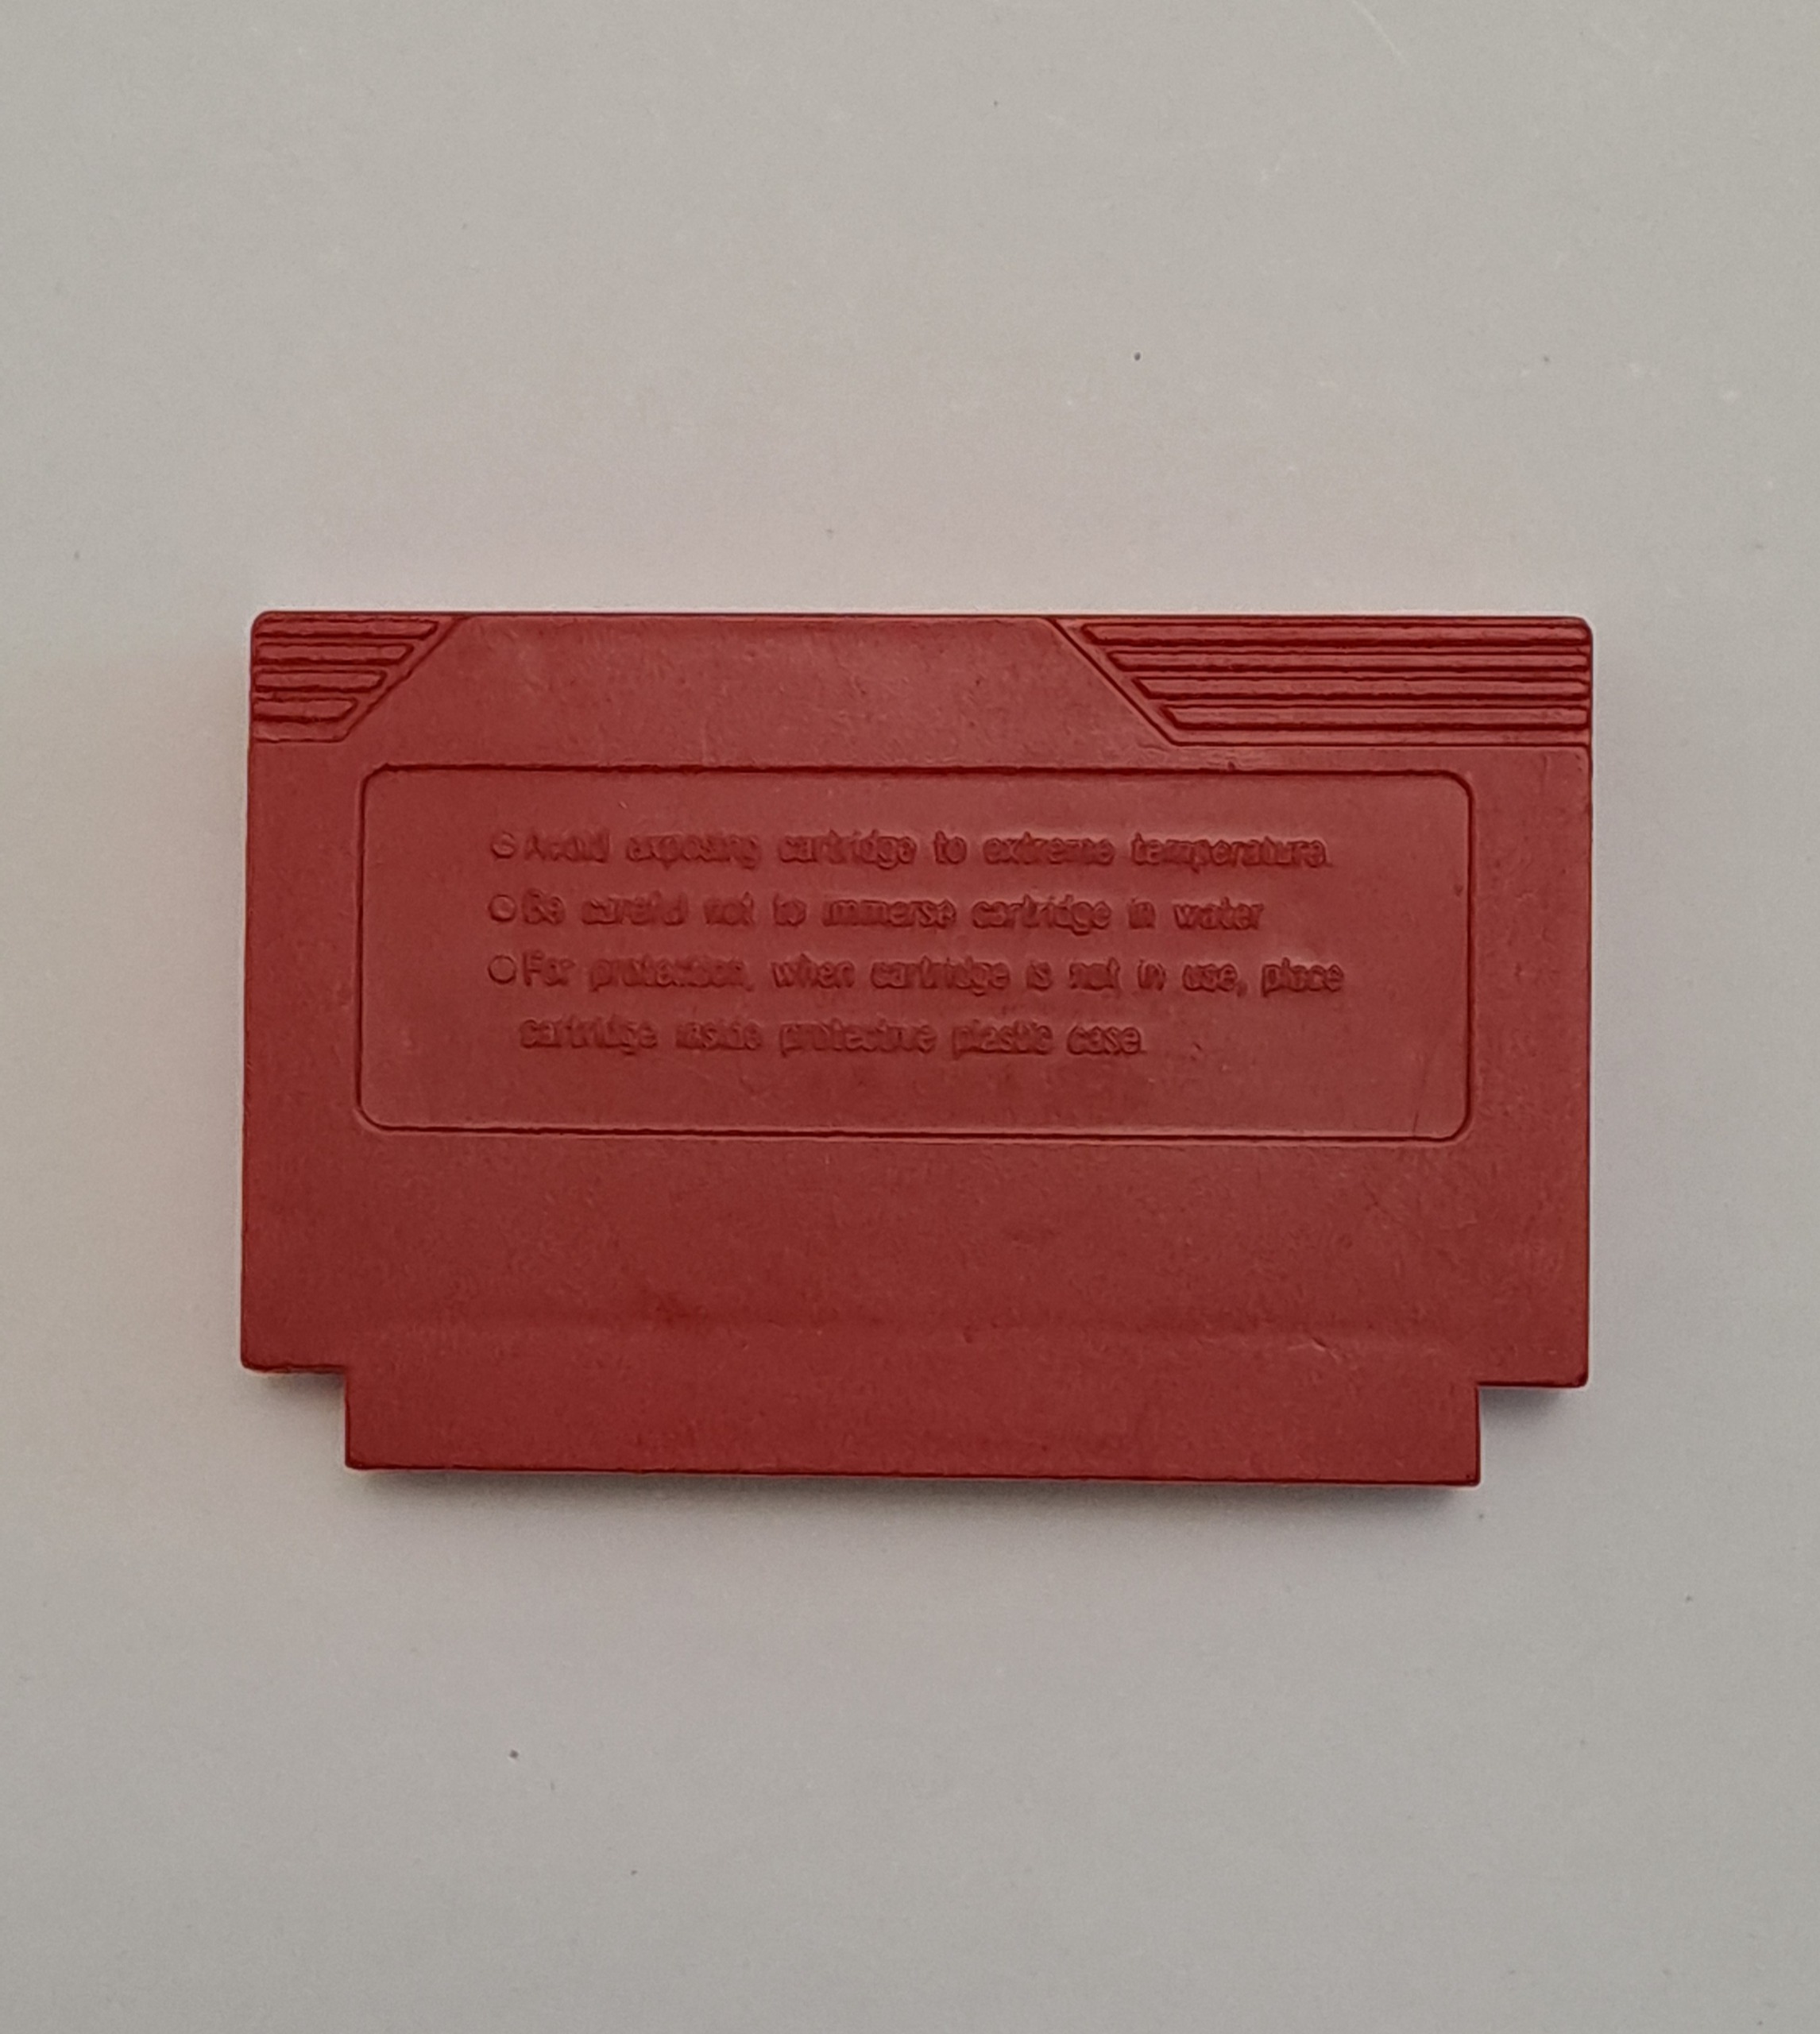 ○ Avoid exposing cartridge to extreme temperature.
○ Be careful not to immerse cartridge in water
○ For protection, when cartridge is not in use, place
cartridge inside protective plastic case.